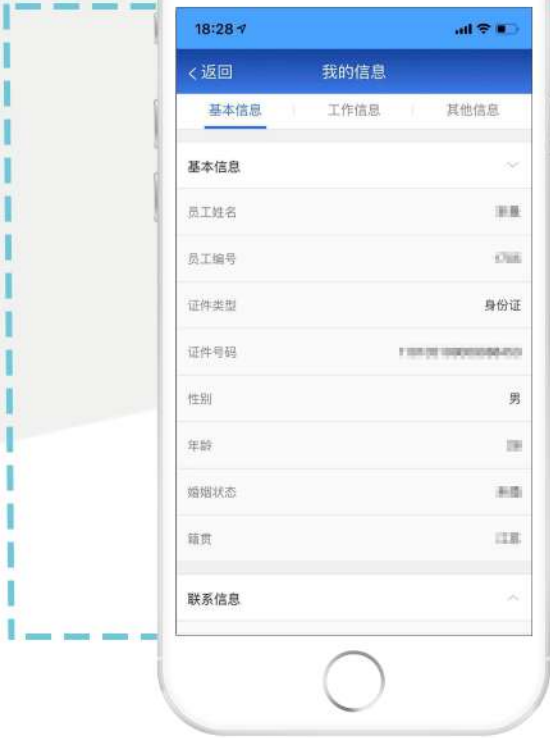 18:28
返回 我的信息
基本信息 工作信息 其他信息
基本信息
员工姓名
员工编号
证件类型 身份证
证件号码
性别 男
年龄
婚姻状态
籍贯
联系信息